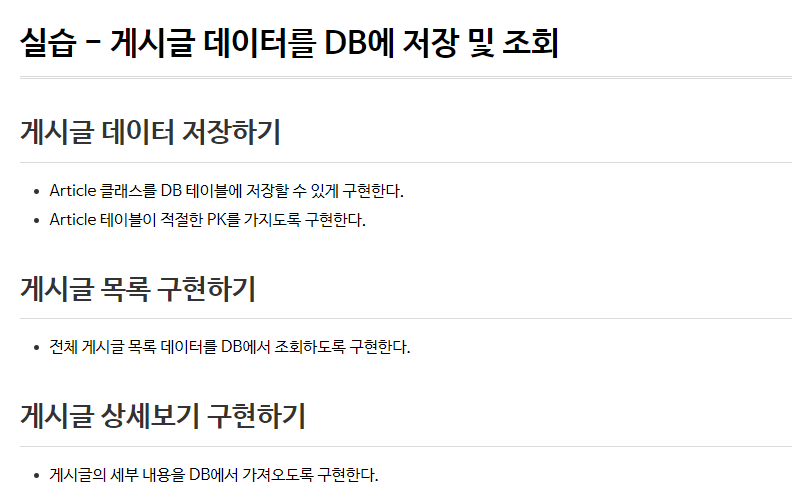 실습 - 게시글 데이터를 DB에 저장 및 조회
게시글 데이터 저장하기
• Article 클래스를 DB 테이블에 저장할 수 있게 구현한다.
• Article 테이블이 적절한 PK를 가지도록 구현한다.
게시글 목록 구현하기
• 전체 게시글 목록 데이터를 DB에서 조회하도록 구현한다.
게시글 상세보기 구현하기
• 게시글의 세부 내용을 DB에서 가져오도록 구현한다.